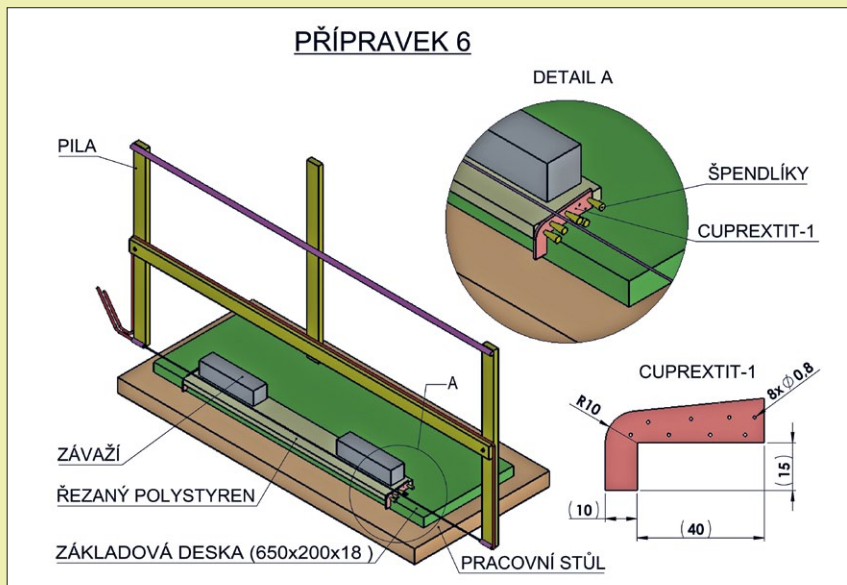 PŘÍPRAVEK 6
DETAIL A
PILA
ŠPENDLÍKY
CUPREXTIT-1
A
CUPREXTIT-1
8x Ø0,8
R10
ZÁVAŽÍ
ŘEZANÝ POLYSTYREN
(15)
(10)
(40)
ZÁKLADOVÁ DESKA (650x200x18 )
PRACOVNÍ STŮL